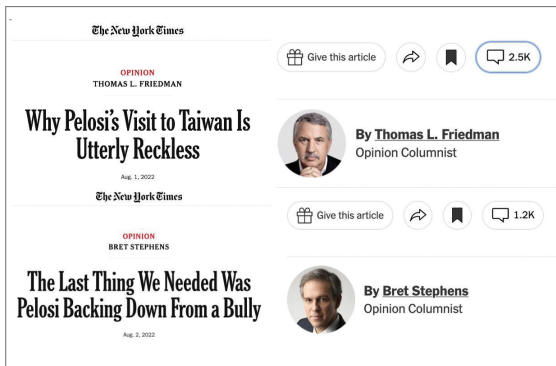 The New York Times
OPINION
THOMAS L. FRIEDMAN
Why Pelosi's Visit to Taiwan Is
Utterly Reckless
Aug. 1, 2022
Give this article
2.5K
By Thomas L. Friedman
Opinion Columnist
The New York Times
OPINION
BRET STEPHENS
The Last Thing We Needed Was
Pelosi Backing Down From a Bully
Aug. 2, 2022
Give this article
1.2K
By Bret Stephens
Opinion Columnist